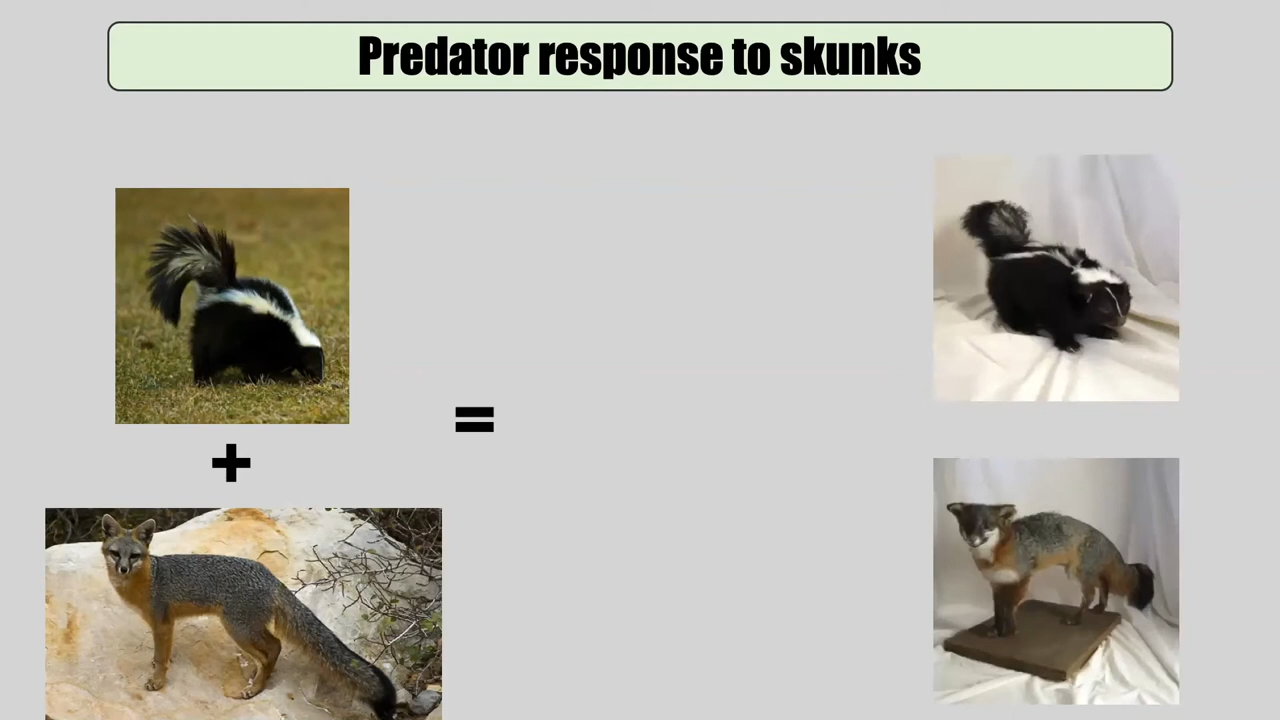 Predator response to skunks
+
=